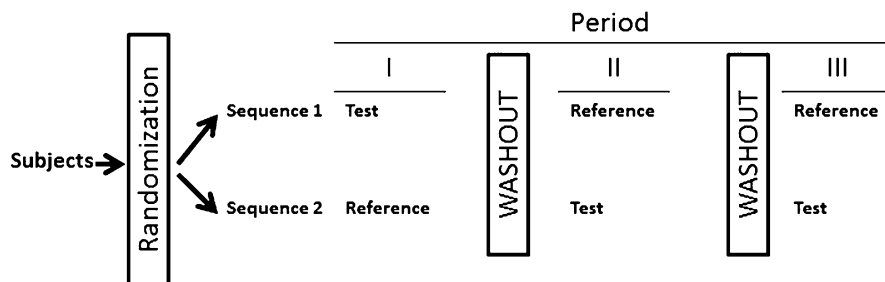 Period
I II III
Sequence 1 Test Reference Reference
Subjects
Randomization
WASHOUT
WASHOUT
Sequence 2 Reference Test Test